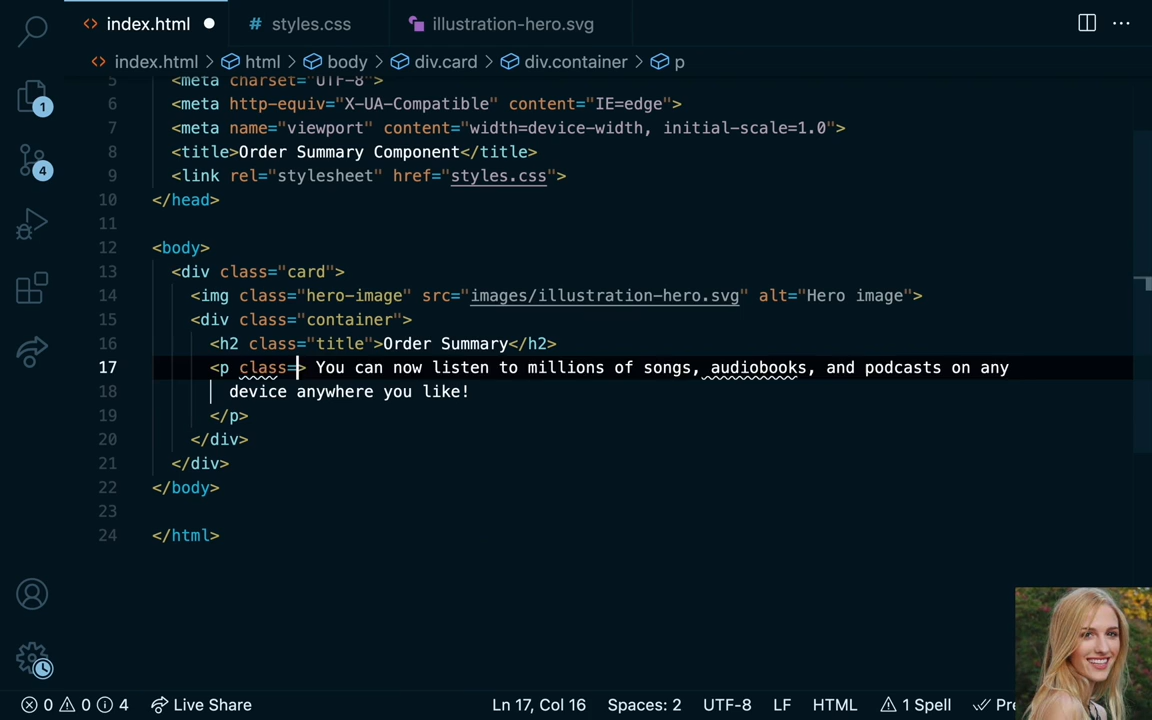 index.html
styles.css
illustration-hero.svg
index.html > html > body > div.card > div.container > p
5 <meta charset="UTF-8">
6 <meta http-equiv="X-UA-Compatible" content="IE=edge">
7 <meta name="viewport" content="width=device-width, initial-scale=1.0">
8 <title>Order Summary Component</title>
9 <link rel="stylesheet" href="styles.css">
10 </head>
11
12 <body>
13 <div class="card">
14 <img class="hero-image" src="images/illustration-hero.svg" alt="Hero image">
15 <div class="container">
16 <h2 class="title">Order Summary</h2>
17 <p class=> You can now listen to millions of songs, audiobooks, and podcasts on any
18 device anywhere you like!
19 </p>
20 </div>
21 </div>
22 </body>
23
24 </html>
1
4
0 0 4 Live Share Ln 17, Col 16 Spaces: 2 UTF-8 LF HTML 1 Spell